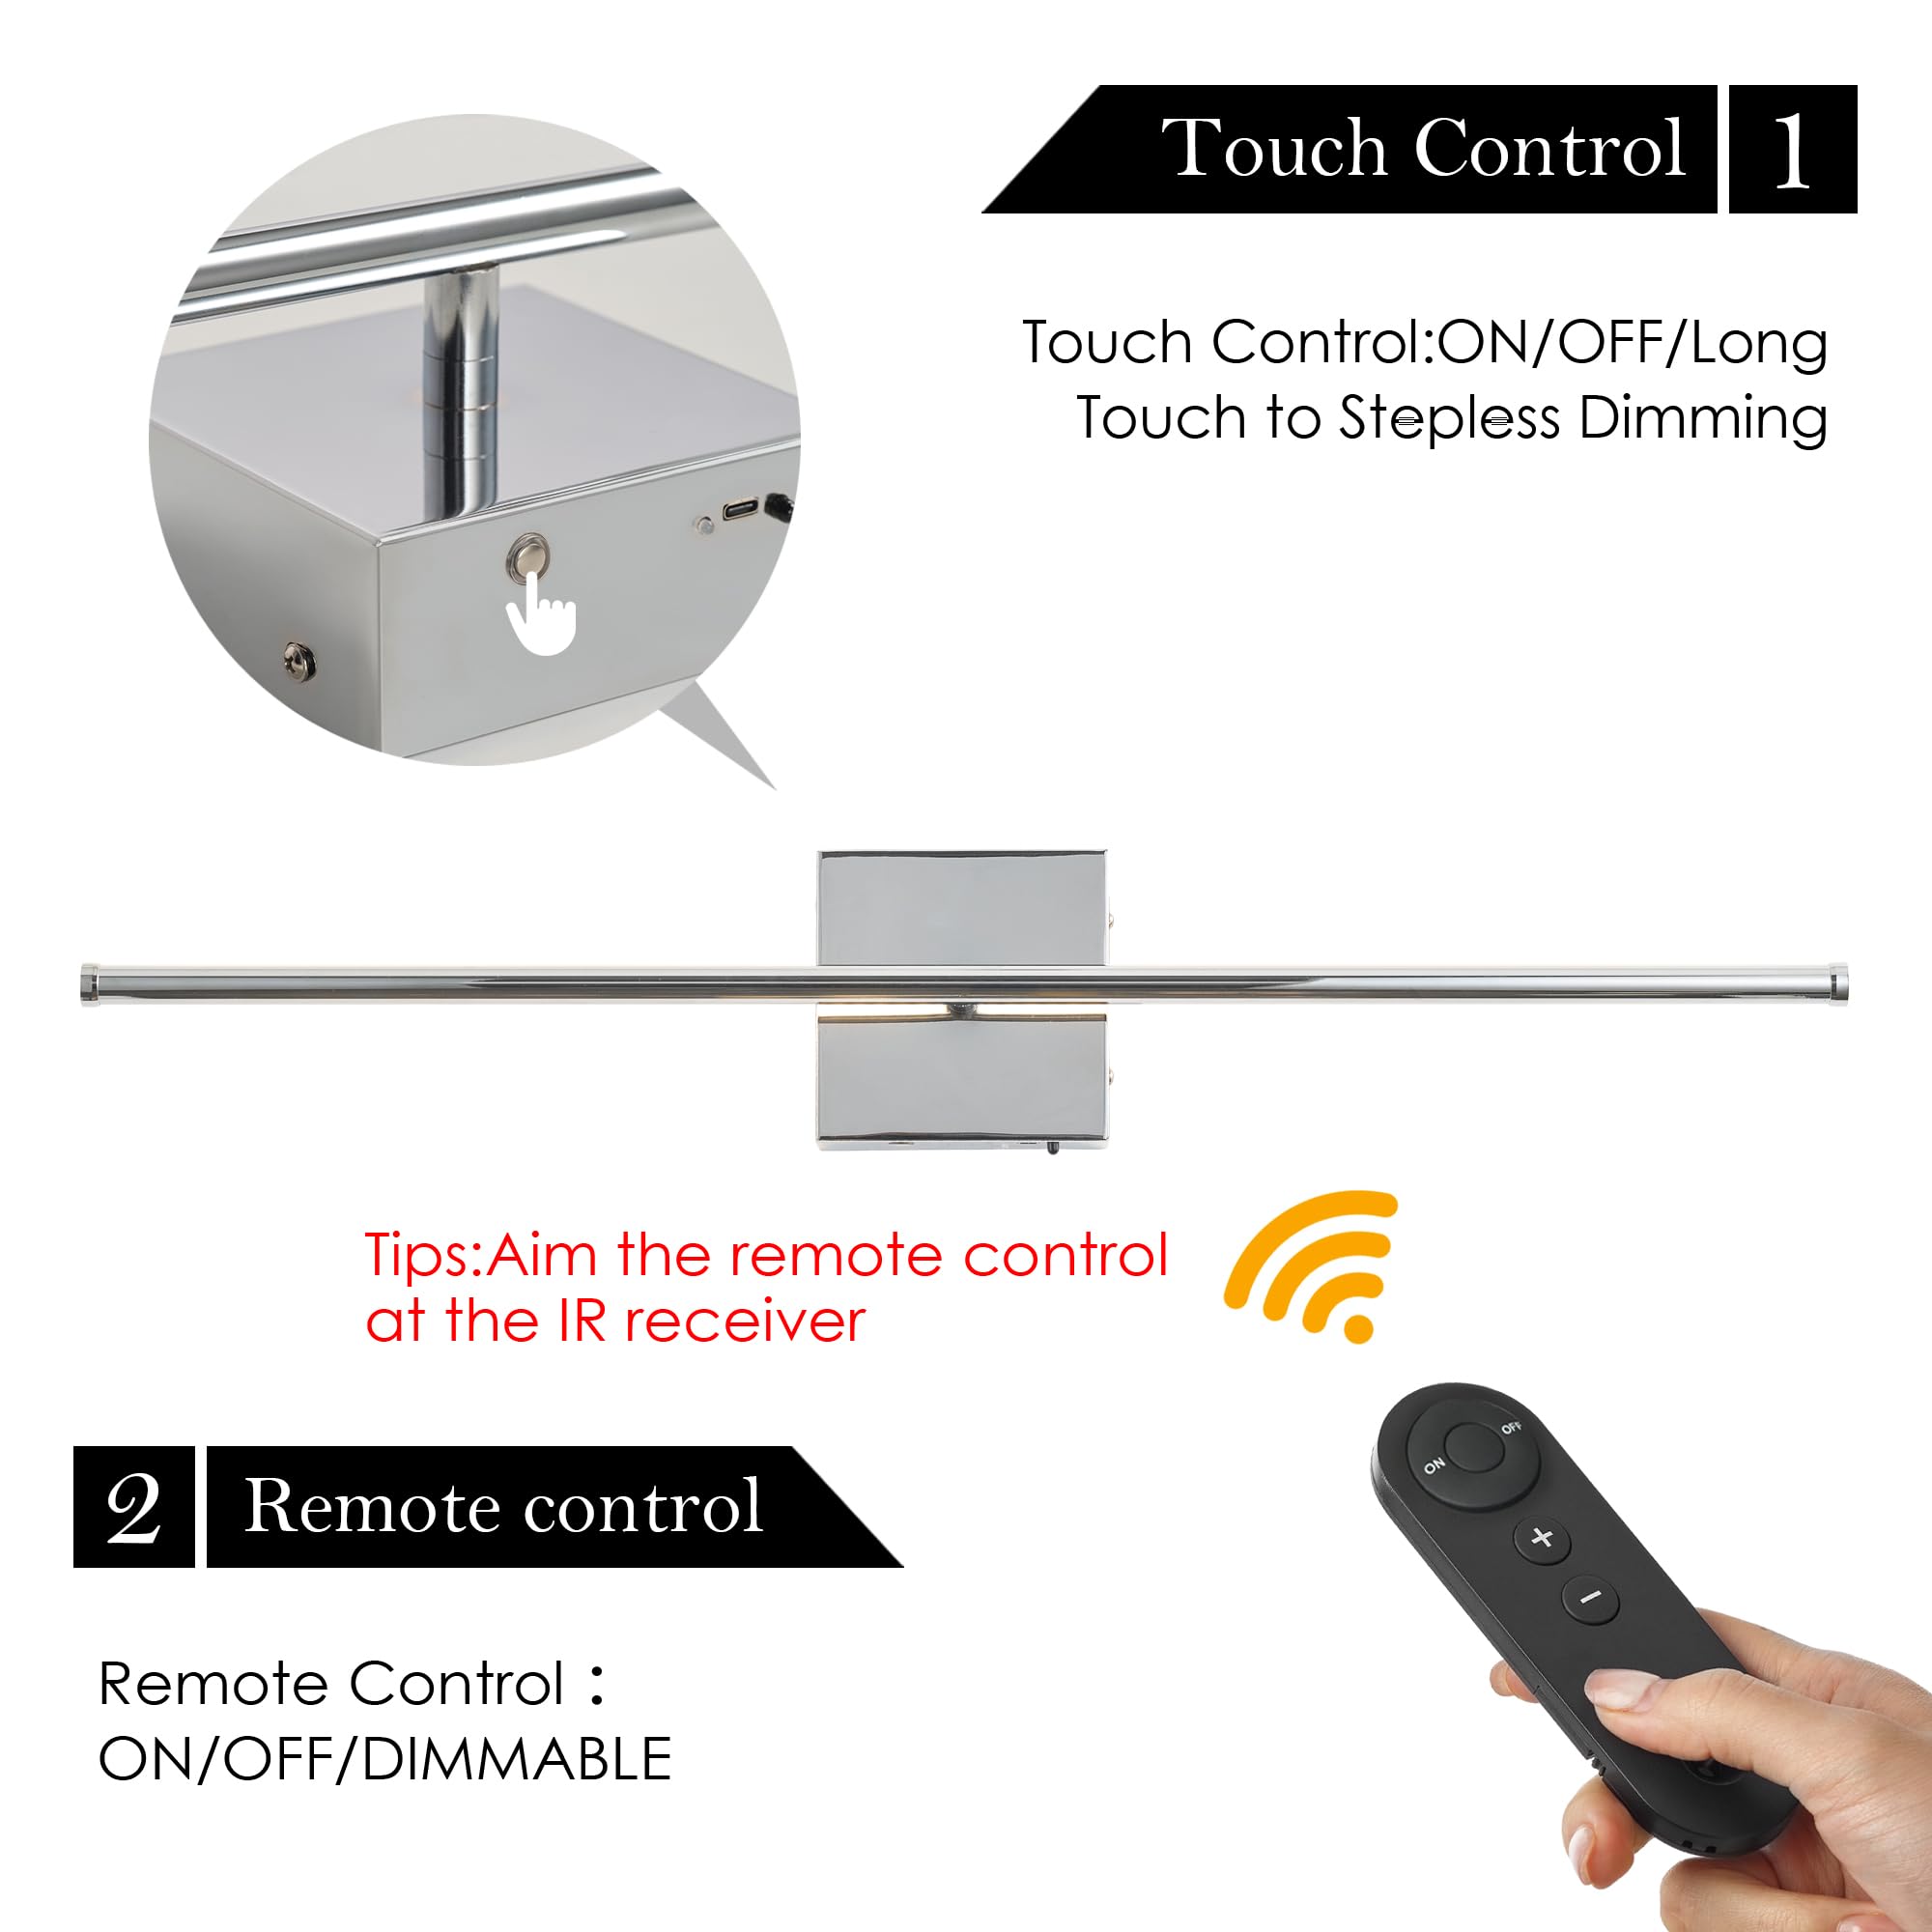 Touch Control 1
Touch Control:ON/OFF/Long
Touch to Stepless Dimming
Tips:Aim the remote control
at the IR receiver
ON OFF
+
−
2 Remote control
Remote Control：
ON/OFF/DIMMABLE